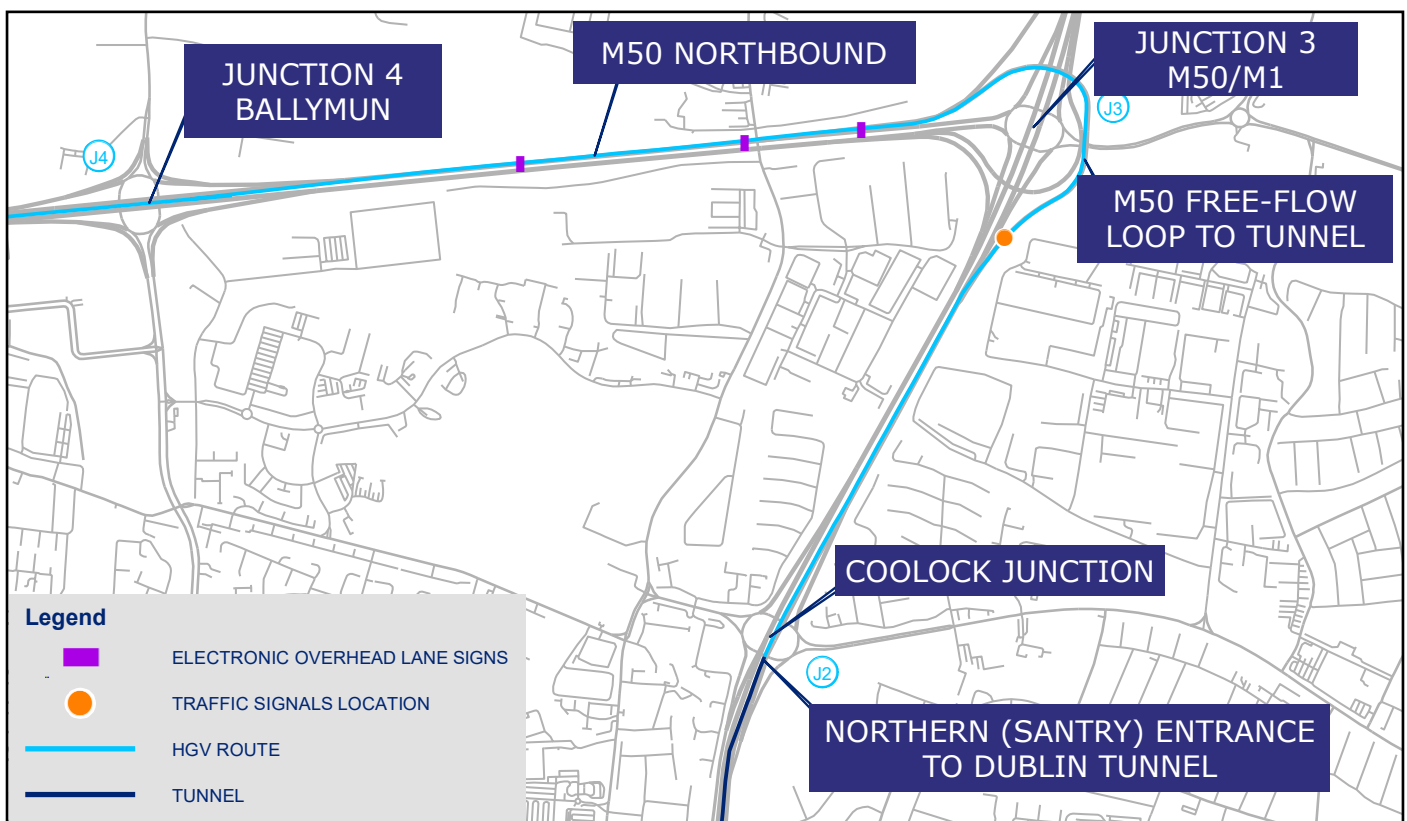 M50 NORTHBOUND
JUNCTION 3
M50/M1
JUNCTION 4
BALLYMUN
J3
J4
M50 FREE-FLOW
LOOP TO TUNNEL
COOLOCK JUNCTION
J2
NORTHERN (SANTRY) ENTRANCE
TO DUBLIN TUNNEL
Legend
ELECTRONIC OVERHEAD LANE SIGNS
TRAFFIC SIGNALS LOCATION
HGV ROUTE
TUNNEL